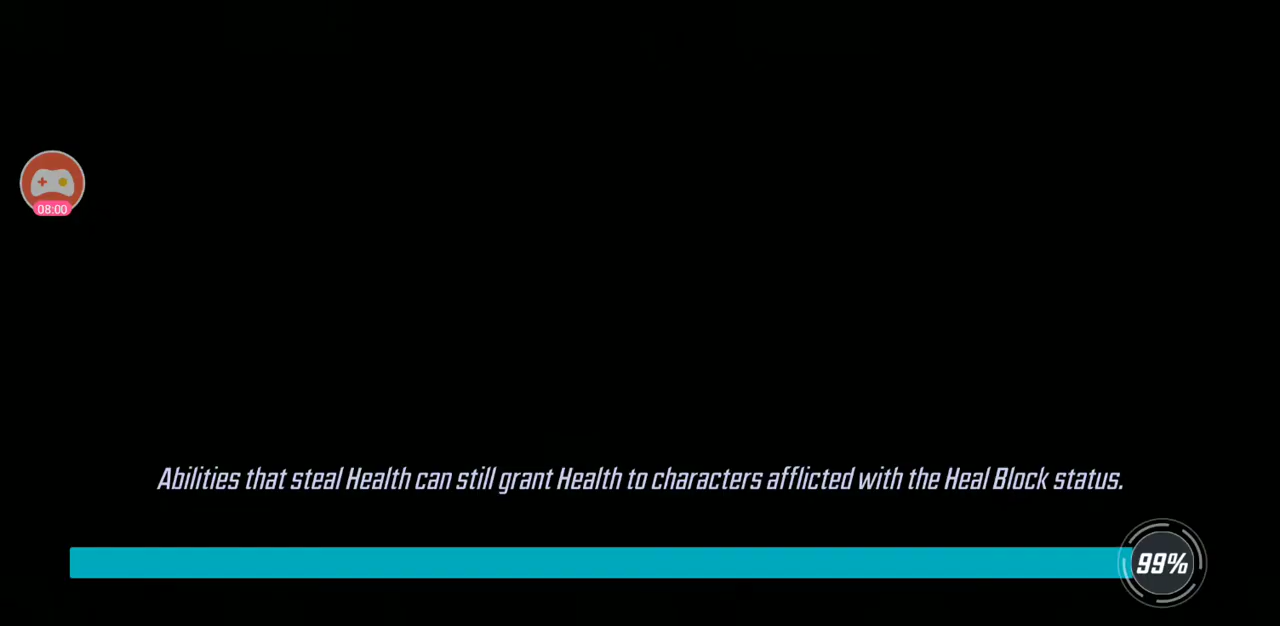 08:00
Abilities that steal Health can still grant Health to characters afflicted with the Heal Block status.
99%